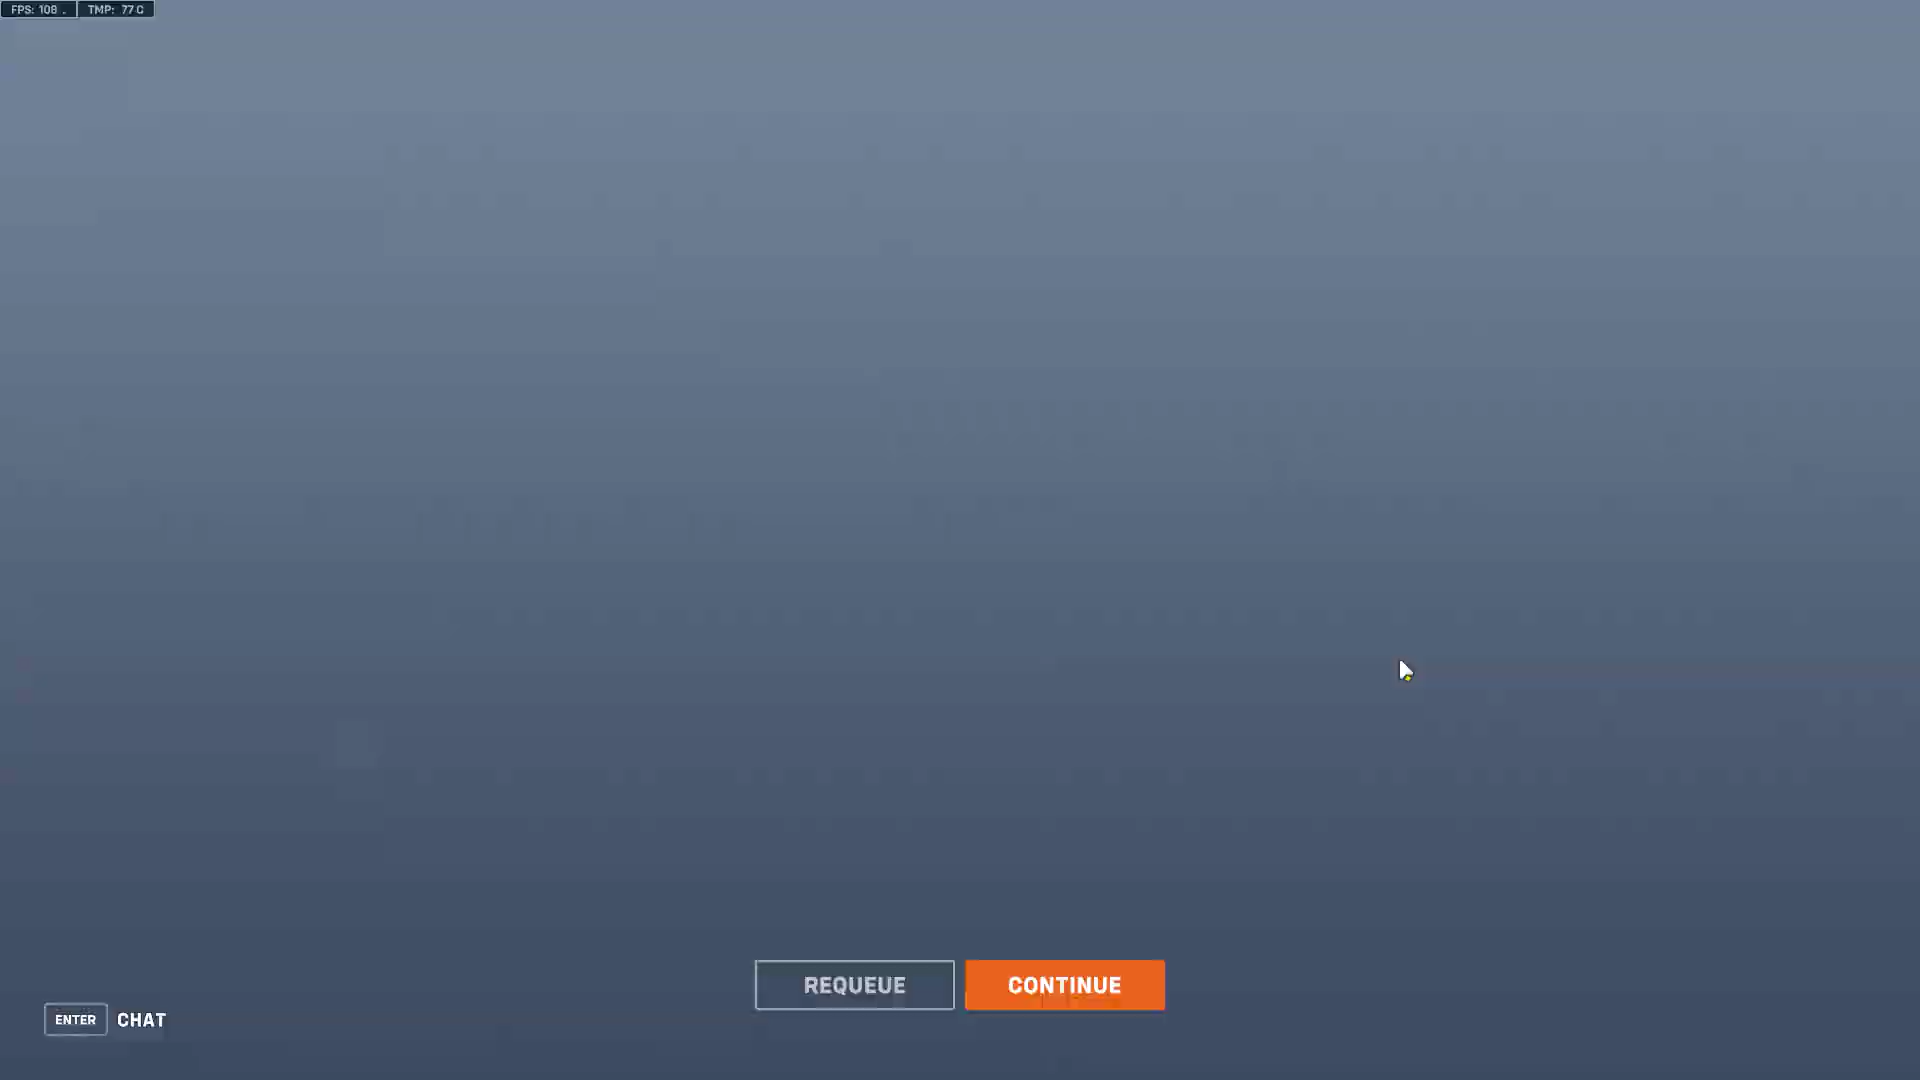 FPS: 108 . TMP: 77 C
REQUEUE CONTINUE
ENTER CHAT